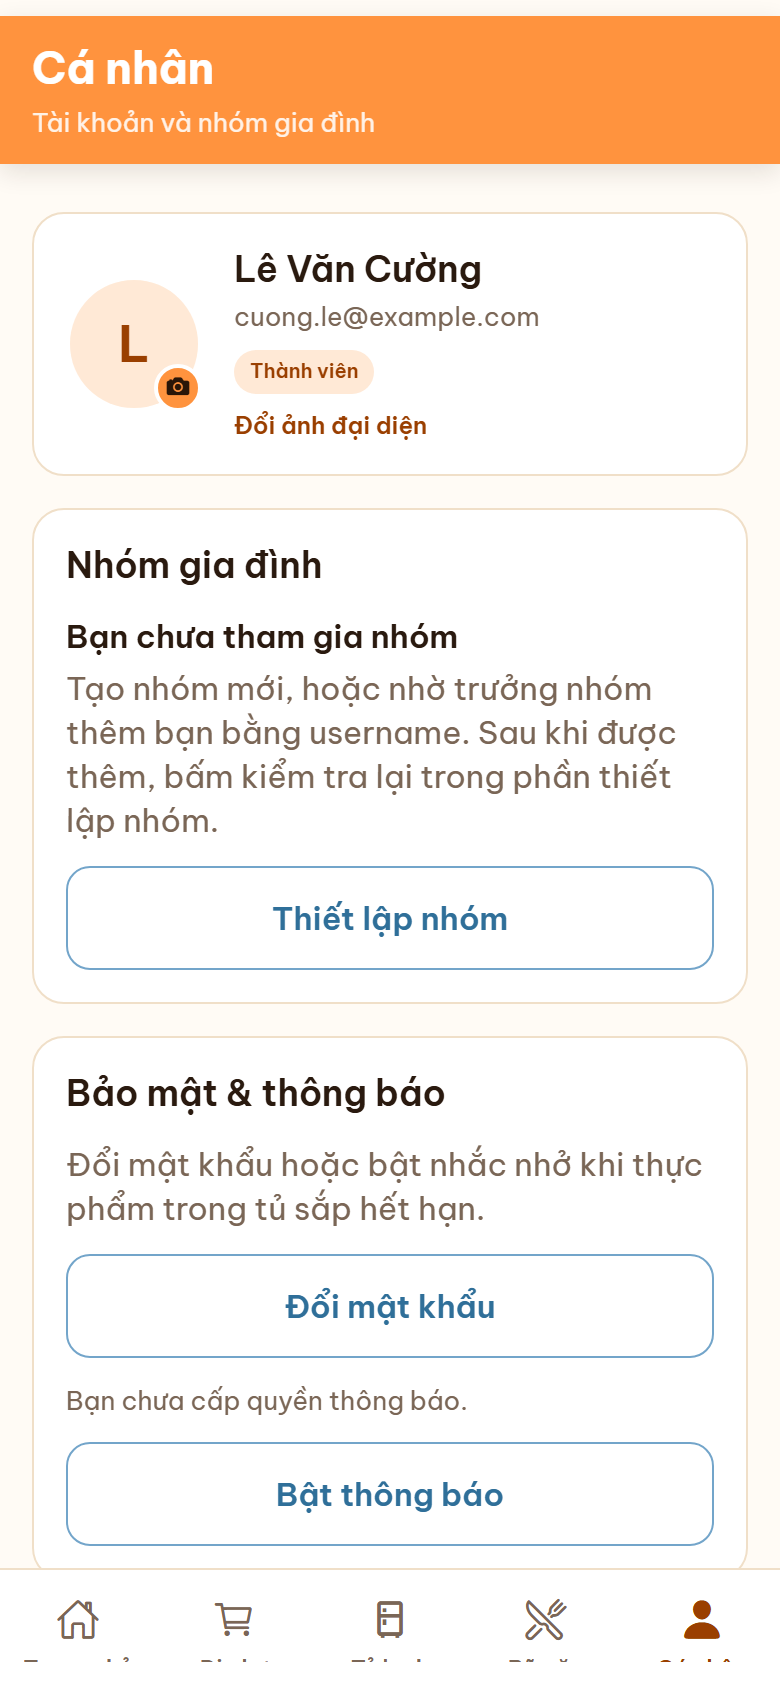 Cá nhân
Tài khoản và nhóm gia đình
Lê Văn Cường
cuong.le@example.com
L
Thành viên
Đổi ảnh đại diện
Nhóm gia đình
Bạn chưa tham gia nhóm
Tạo nhóm mới, hoặc nhờ trưởng nhóm
thêm bạn bằng username. Sau khi được
thêm, bấm kiểm tra lại trong phần thiết
lập nhóm.
Thiết lập nhóm
Bảo mật & thông báo
Đổi mật khẩu hoặc bật nhắc nhở khi thực
phẩm trong tủ sắp hết hạn.
Đổi mật khẩu
Bạn chưa cấp quyền thông báo.
Bật thông báo